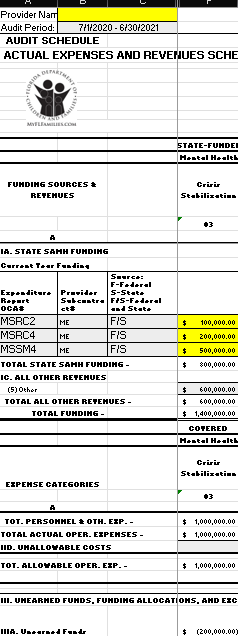 A B C F
Provider Nam
Audit Period: 7/1/2020 - 6/30/2021
AUDIT SCHEDULE
ACTUAL EXPENSES AND REVENUES SCHE
FLORIDA DEPARTMENT OF CHILDREN AND FAMILIES
MYFLFAMILIES.COM
STATE-FUNDE
Mental Health
FUNDING SOURCES & REVENUES
Crisis Stabilization
03
A
IA. STATE SAMH FUNDING
Current Year Funding
Expenditure Report OCA#
Provider Subcontra ct#
Source: F-Federal S-State F/S-Federal and State
MSRC2 ME F/S $ 100,000.00
MSRC4 ME F/S $ 200,000.00
MSSM4 ME F/S $ 500,000.00
TOTAL STATE SAMH FUNDING = $ 800,000.00
IC. ALL OTHER REVENUES
(5) Other $ 600,000.00
TOTAL ALL OTHER REVENUES = $ 600,000.00
TOTAL FUNDING = $ 1,400,000.00
COVERED
Mental Health
EXPENSE CATEGORIES
Crisis Stabilization
03
A
TOT. PERSONNEL & OTH. EXP. = $ 1,000,000.00
TOTAL ACTUAL OPER. EXPENSES = $ 1,000,000.00
IID. UNALLOWABLE COSTS
TOT. ALLOWABLE OPER. EXP. = $ 1,000,000.00
III. UNEARNED FUNDS, FUNDING ALLOCATIONS, AND EXC
IIIA. Unearned Funds $ (200,000.00)